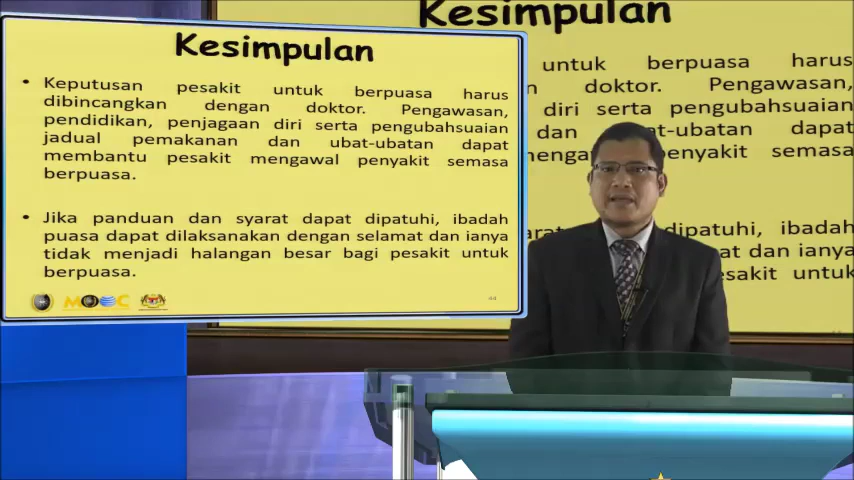 Kesimpulan
• Keputusan pesakit untuk berpuasa harus
dibincangkan dengan doktor. Pengawasan,
pendidikan, penjagaan diri serta pengubahsuaian
jadual pemakanan dan ubat-ubatan dapat
membantu pesakit mengawal penyakit semasa
berpuasa.
• Jika panduan dan syarat dapat dipatuhi, ibadah
puasa dapat dilaksanakan dengan selamat dan ianya
tidak menjadi halangan besar bagi pesakit untuk
berpuasa.
MOOC
44
Kesimpulan
untuk berpuasa harus
doktor. Pengawasan,
diri serta pengubahsuaian
dan ubat-ubatan dapat
penyakit semasa
dipatuhi, ibadah
dan ianya
untuk